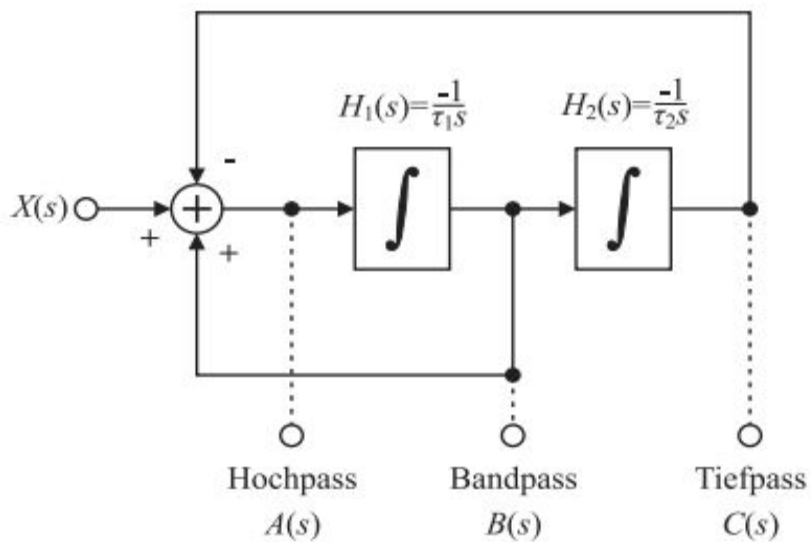 H₁(s)=-1/τ₁s
H₂(s)=-1/τ₂s
-
X(s)
+
+
+
∫
∫
Hochpass
Bandpass
Tiefpass
A(s)
B(s)
C(s)